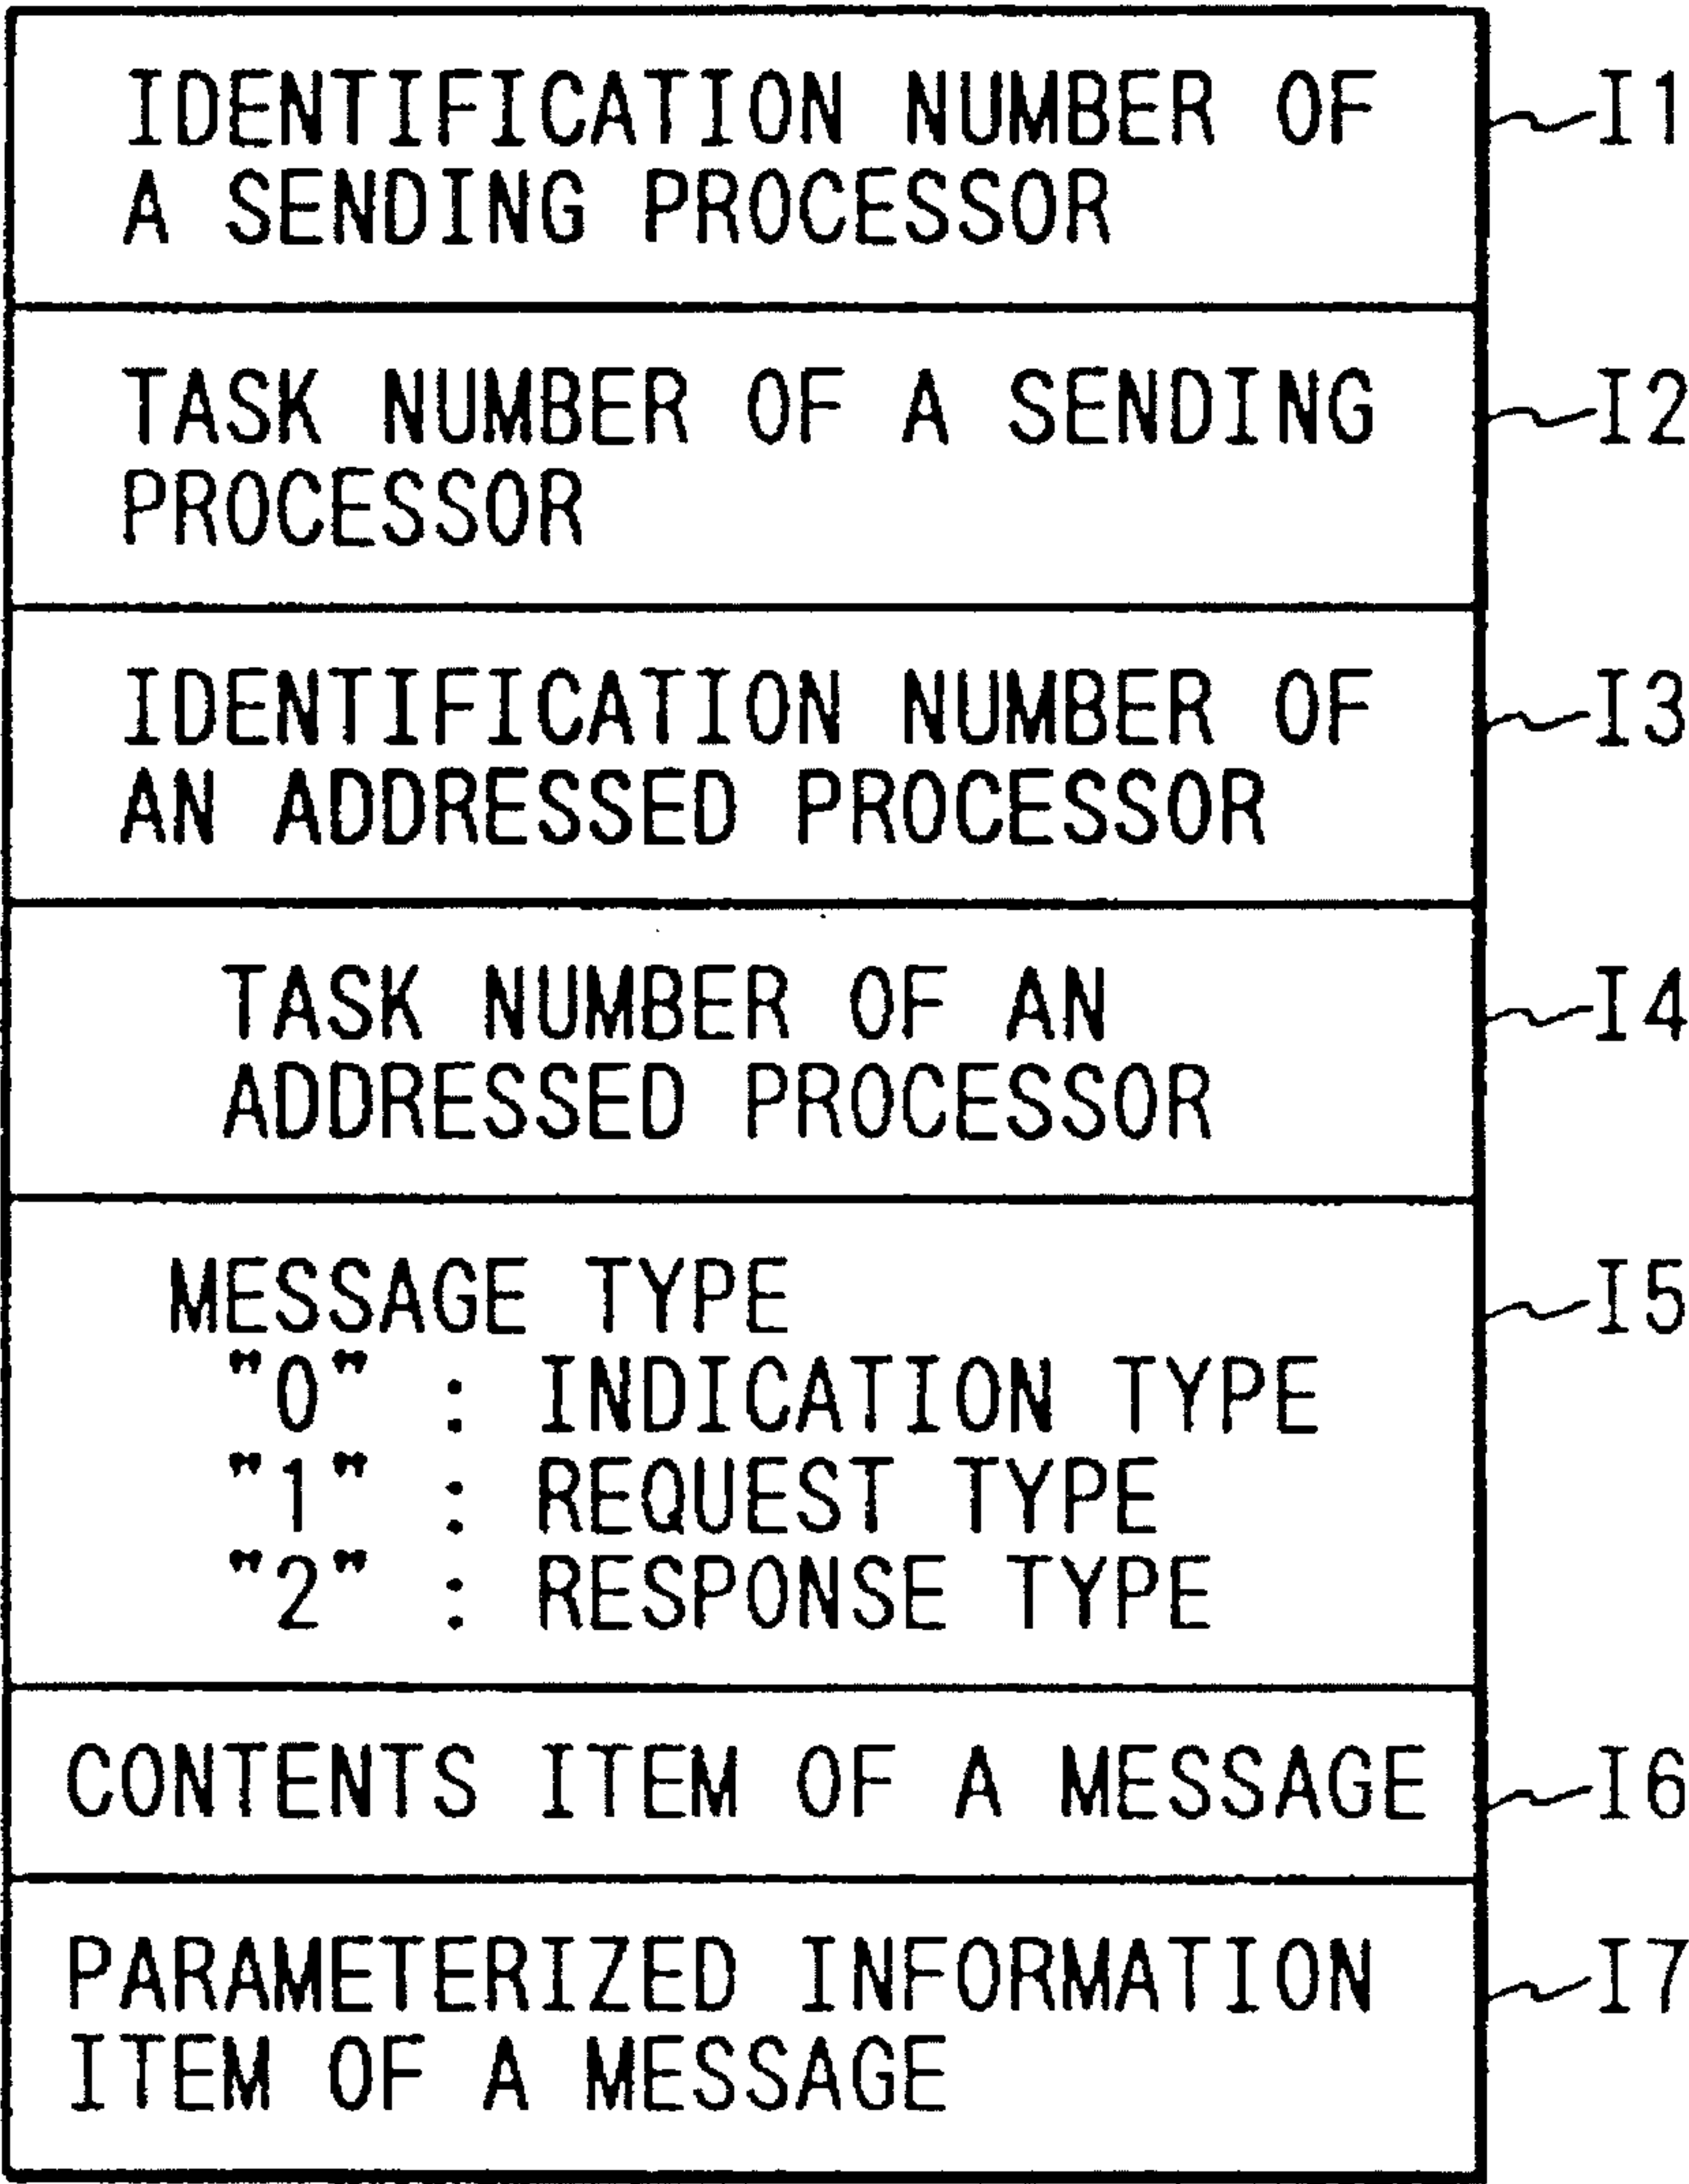 IDENTIFICATION NUMBER OF I1
A SENDING PROCESSOR
TASK NUMBER OF A SENDING I2
PROCESSOR
IDENTIFICATION NUMBER OF I3
AN ADDRESSED PROCESSOR
TASK NUMBER OF AN I4
ADDRESSED PROCESSOR
MESSAGE TYPE I5
"0" : INDICATION TYPE
"1" : REQUEST TYPE
"2" : RESPONSE TYPE
CONTENTS ITEM OF A MESSAGE I6
PARAMETERIZED INFORMATION I7
ITEM OF A MESSAGE